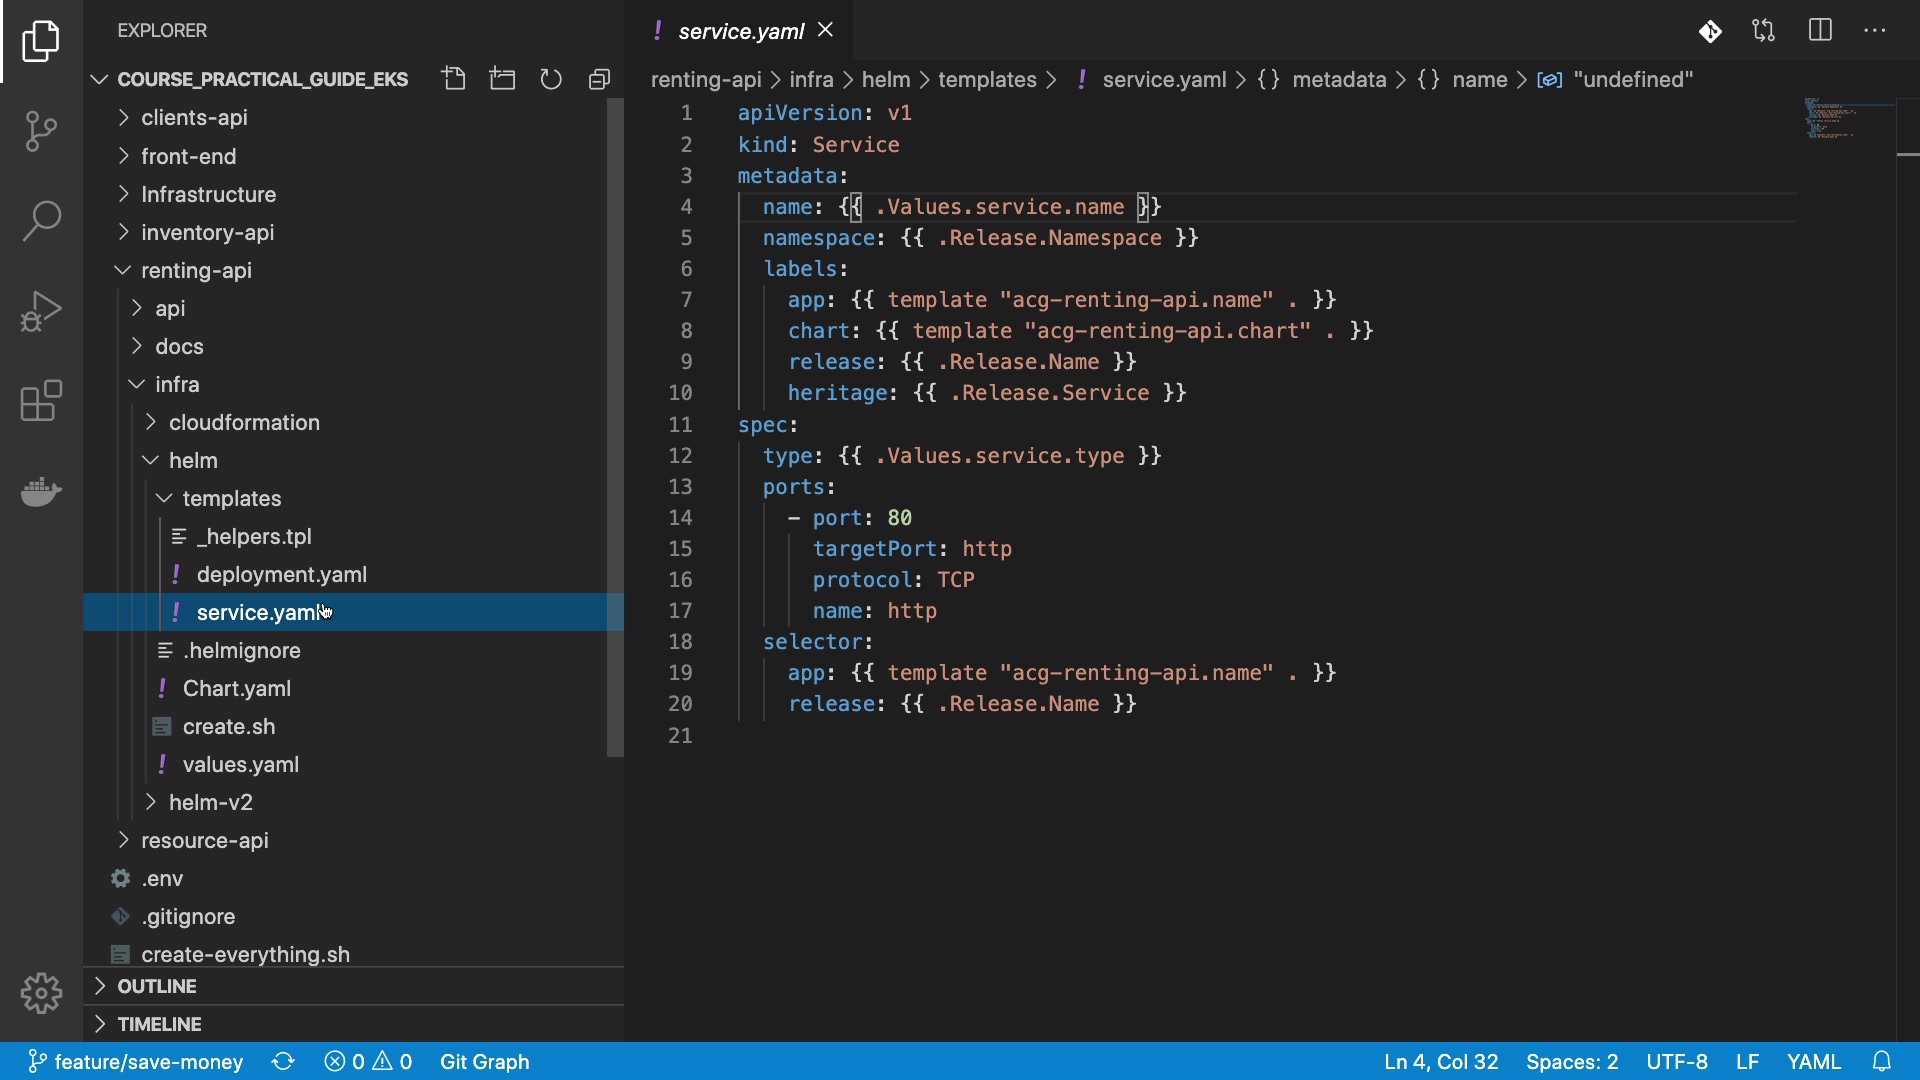 EXPLORER
COURSE_PRACTICAL_GUIDE_EKS
clients-api
front-end
Infrastructure
inventory-api
renting-api
api
docs
infra
cloudformation
helm
templates
_helpers.tpl
! deployment.yaml
! service.yaml
.helmignore
! Chart.yaml
create.sh
! values.yaml
helm-v2
resource-api
.env
.gitignore
create-everything.sh
OUTLINE
TIMELINE
! service.yaml
renting-api > infra > helm > templates > ! service.yaml > {} metadata > {} name > "undefined"
1 apiVersion: v1
2 kind: Service
3 metadata:
4 name: {{ .Values.service.name }}
5 namespace: {{ .Release.Namespace }}
6 labels:
7 app: {{ template "acg-renting-api.name" . }}
8 chart: {{ template "acg-renting-api.chart" . }}
9 release: {{ .Release.Name }}
10 heritage: {{ .Release.Service }}
11 spec:
12 type: {{ .Values.service.type }}
13 ports:
14 - port: 80
15 targetPort: http
16 protocol: TCP
17 name: http
18 selector:
19 app: {{ template "acg-renting-api.name" . }}
20 release: {{ .Release.Name }}
21
feature/save-money 0 0 Git Graph Ln 4, Col 32 Spaces: 2 UTF-8 LF YAML